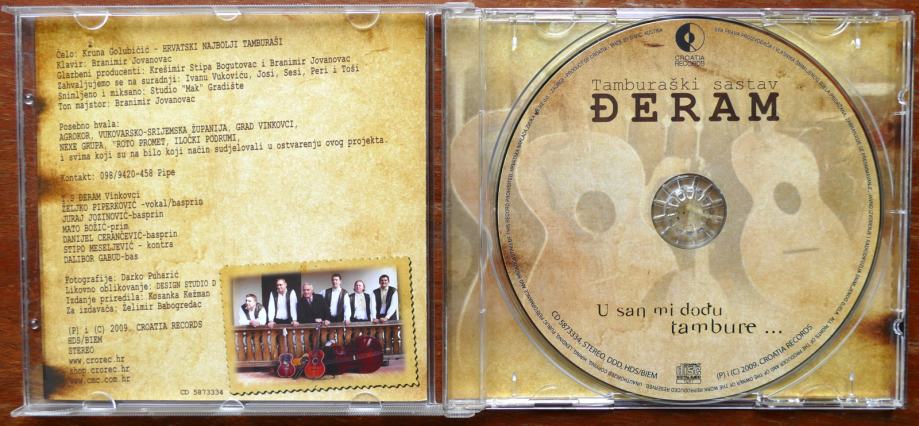 Čelo: Kruna Golubičić - HRVATSKI NAJBOLJI TAMBURAŠI
Klavir: Branimir Jovanovac
Glazbeni producenti: Krešimir Stipa Bogutovac i Branimir Jovanovac
Zahvaljujemo se na suradnji: Ivanu Vukoviću, Josi, Sesi, Peri i Toši
Snimljeno i miksano: Studio "Mak" Gradište
Ton majstor: Branimir Jovanovac
Posebno hvala:
AGROKOR, VUKOVARSKO-SRIJEMSKA ŽUPANIJA, GRAD VINKOVCI,
NEXE GRUPA, "ROTO PROMET, ILOČKI PODRUMI
i svima koji su na bilo koji način sudjelovali u ostvarenju ovog projekta.
Kontakt: 098/9420-458 Pipe
T.S ĐERAM Vinkovci
ŽELJKO PIPERKOVIĆ -vokal/basprin
JURAJ JOZINOVIĆ-basprin
MATO BOŽIĆ-prim
DANIJEL CERANČEVIĆ-basprin
STIPO MESELJEVIĆ - kontra
DALIBOR GABUD-bas
Fotografije: Darko Puharić
Likovno oblikovanje: DESIGN STUDIO D
Izdanje priredila: Kosanka Kežman
Za izdavača: Želimir Babogredac
(P) i (C) 2009. CROATIA RECORDS
HDS/BIEM
STEREO
www.crorec.hr
shop.crorec.hr
www.cmc.com.hr
CD 5873334
CROATIA
RECORDS
Tamburaški sastav
ĐERAM
U san mi dođu
tambure ...
CD 5873334, STEREO, DDD, HDS/BIEM
(P) i (C) 2009. CROATIA RECORDS